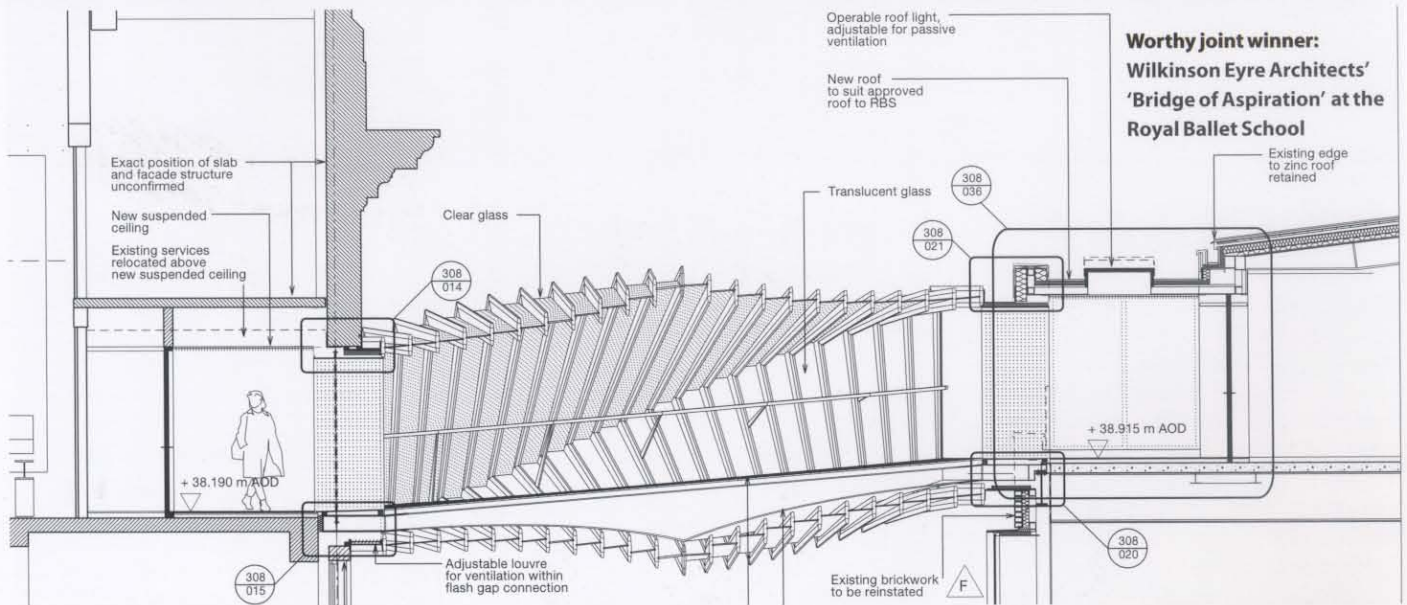 Operable roof light,
adjustable for passive
ventilation
New roof
to suit approved
roof to RBS
Worthy joint winner:
Wilkinson Eyre Architects'
'Bridge of Aspiration' at the
Royal Ballet School
Existing edge
to zinc roof
retained
Exact position of slab
and facade structure
unconfirmed
New suspended
ceiling
Existing services
relocated above
new suspended ceiling
Clear glass
Translucent glass
308
036
308
021
308
014
+ 38.190 m AOD
+ 38.915 m AOD
308
015
Adjustable louvre
for ventilation within
flash gap connection
Existing brickwork
to be reinstated
F
308
020